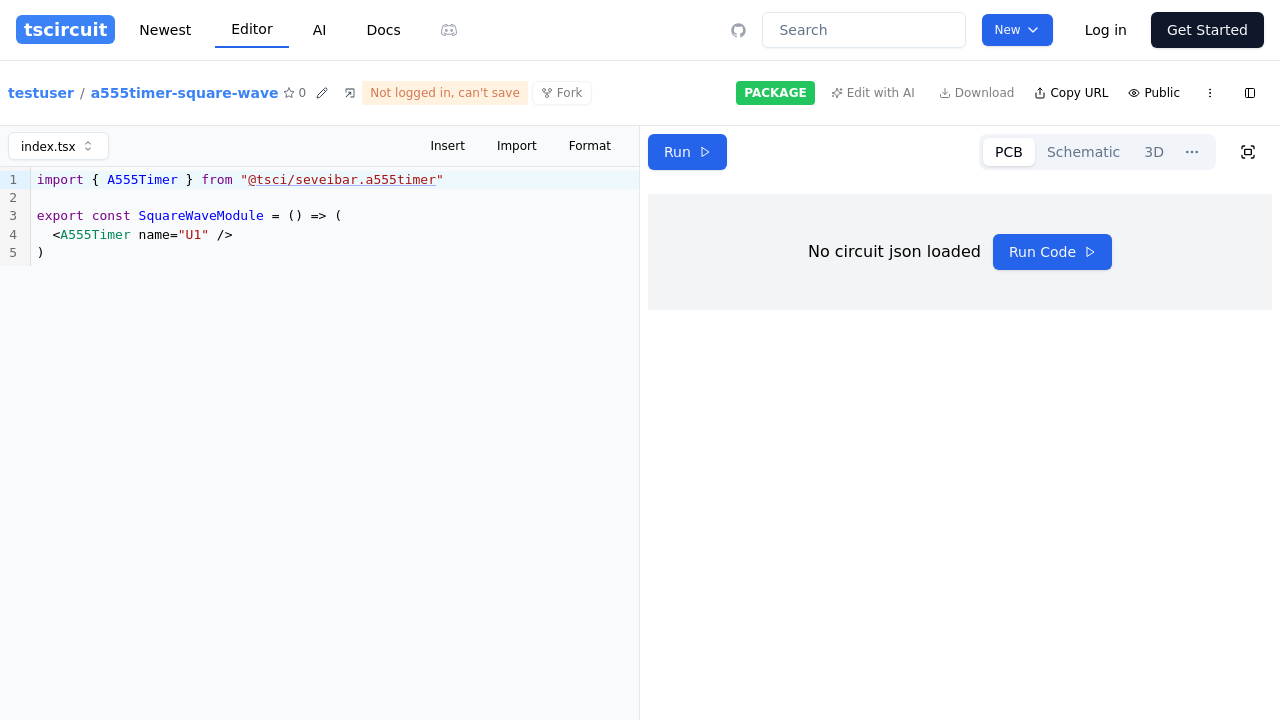 tscircuit
Newest
Editor
AI
Docs
Search
New
Log in
Get Started
testuser / a555timer-square-wave
0
Not logged in, can't save
Fork
PACKAGE
Edit with AI
Download
Copy URL
Public
index.tsx
Insert
Import
Format
1 import { A555Timer } from "@tsci/seveibar.a555timer"
2
3 export const SquareWaveModule = () => (
4   <A555Timer name="U1" />
5 )
Run
PCB
Schematic
3D
No circuit json loaded
Run Code